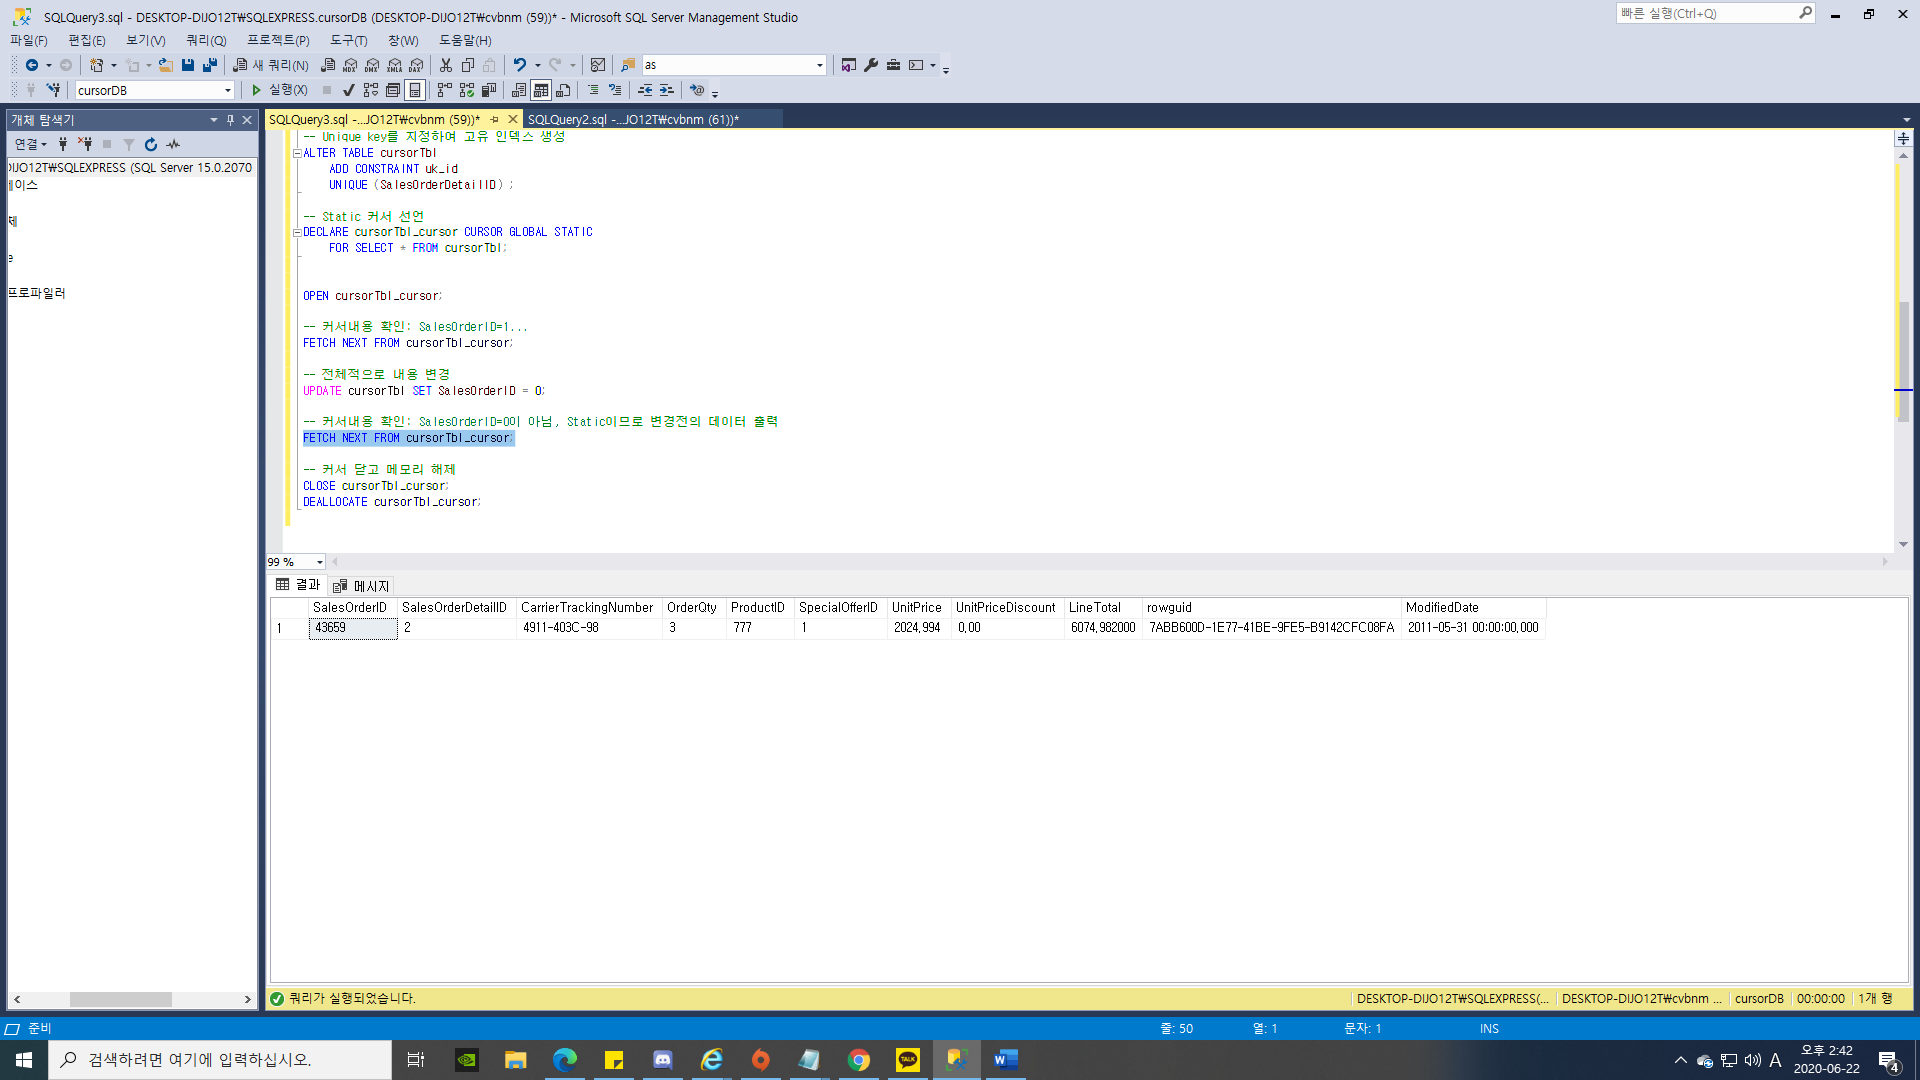 SQLQuery3.sql - DESKTOP-DIJO12T₩SQLEXPRESS.cursorDB (DESKTOP-DIJO12T₩cvbnm (59))* - Microsoft SQL Server Management Studio
빠른 실행(Ctrl+Q)
파일(F) 편집(E) 보기(V) 쿼리(Q) 프로젝트(P) 도구(T) 창(W) 도움말(H)
새 쿼리(N) MDX DMX XMLA DAX as
cursorDB 실행(X)
개체 탐색기
SQLQuery3.sql -...JO12T₩cvbnm (59))* SQLQuery2.sql -...JO12T₩cvbnm (61))*
연결
DIJO12T₩SQLEXPRESS (SQL Server 15.0.2070
이스
e
프로파일러
-- Unique key를 지정하여 고유 인덱스 생성
ALTER TABLE cursorTbl
ADD CONSTRAINT uk_id
UNIQUE (SalesOrderDetailID);
-- Static 커서 선언
DECLARE cursorTbl_cursor CURSOR GLOBAL STATIC
FOR SELECT * FROM cursorTbl;
OPEN cursorTbl_cursor;
-- 커서내용 확인: SalesOrderID=1...
FETCH NEXT FROM cursorTbl_cursor;
-- 전체적으로 내용 변경
UPDATE cursorTbl SET SalesOrderID = 0;
-- 커서내용 확인: SalesOrderID=0이 아님, Static이므로 변경전의 데이터 출력
FETCH NEXT FROM cursorTbl_cursor;
-- 커서 닫고 메모리 해제
CLOSE cursorTbl_cursor;
DEALLOCATE cursorTbl_cursor;
99 %
결과 메시지
SalesOrderID SalesOrderDetailID CarrierTrackingNumber OrderQty ProductID SpecialOfferID UnitPrice UnitPriceDiscount LineTotal rowguid ModifiedDate
1 43659 2 4911-403C-98 3 777 1 2024,994 0,00 6074,982000 7ABB600D-1E77-41BE-9FE5-B9142CFC08FA 2011-05-31 00:00:00,000
쿼리가 실행되었습니다. DESKTOP-DIJO12T₩SQLEXPRESS(... DESKTOP-DIJO12T₩cvbnm ... cursorDB 00:00:00 1개 행
준비 줄: 50 열: 1 문자: 1 INS
검색하려면 여기에 입력하십시오.
TALK
A 오후 2:42
2020-06-22
4